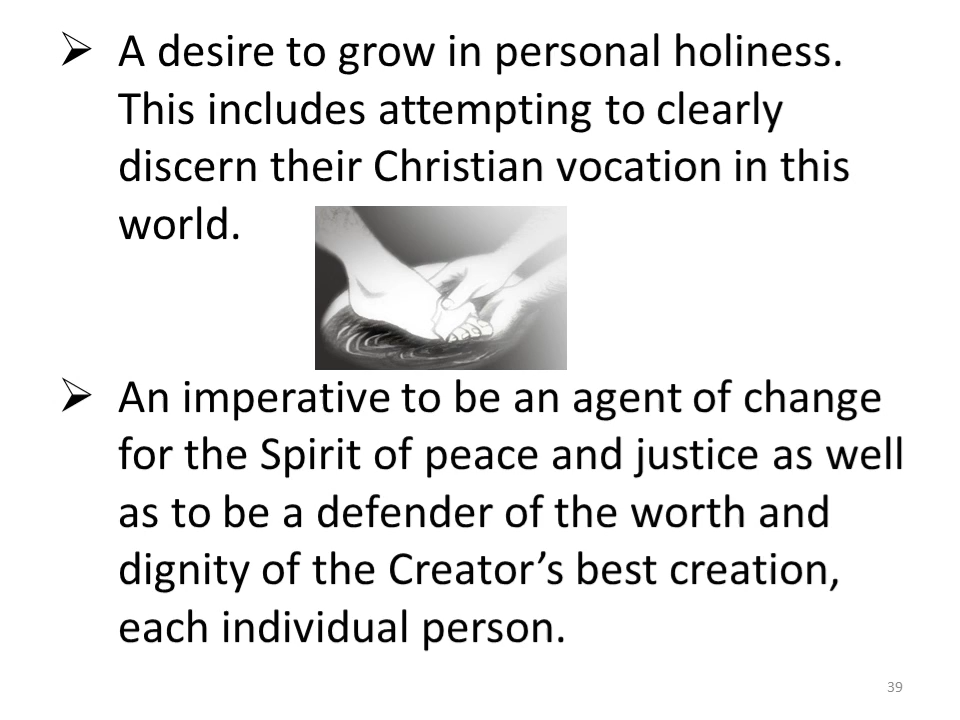 ➢ A desire to grow in personal holiness.
This includes attempting to clearly
discern their Christian vocation in this
world.
➢ An imperative to be an agent of change
for the Spirit of peace and justice as well
as to be a defender of the worth and
dignity of the Creator’s best creation,
each individual person.
39